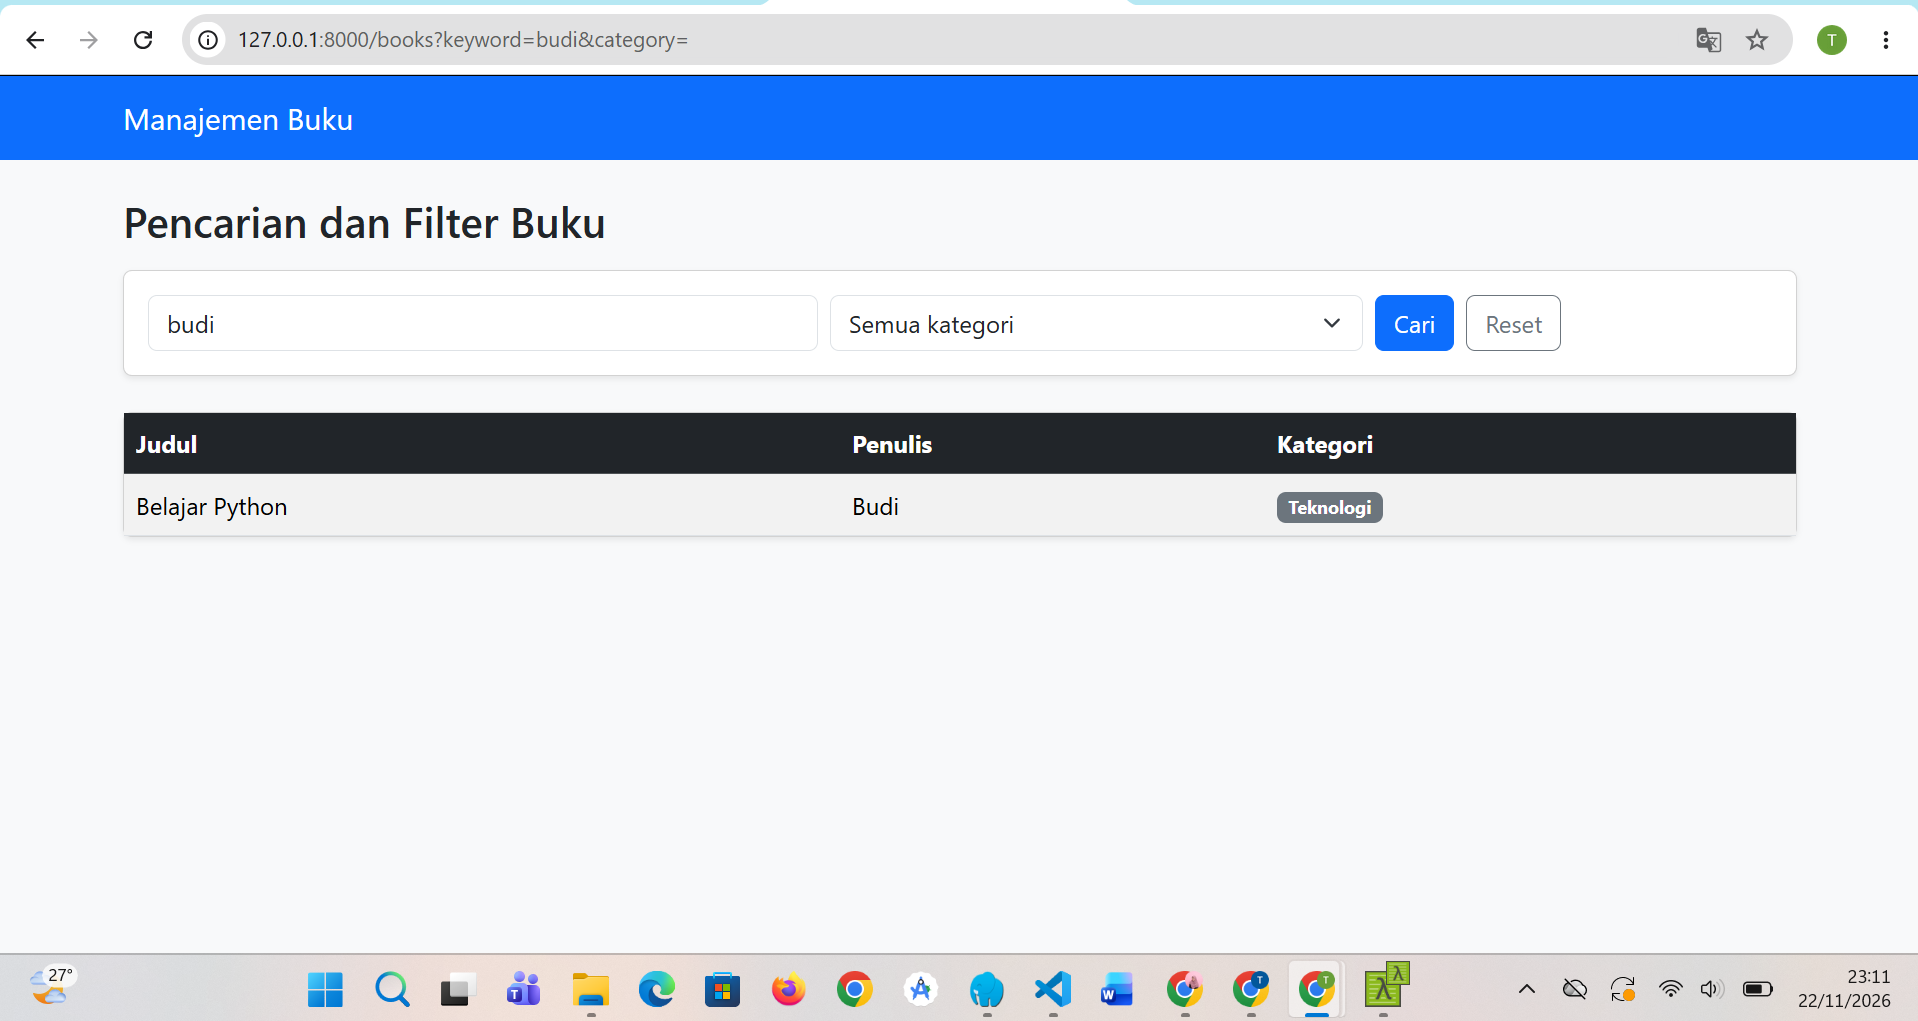 127.0.0.1:8000/books?keyword=budi&category=
T
Manajemen Buku
Pencarian dan Filter Buku
budi
Semua kategori
Cari
Reset
Judul Penulis Kategori
Belajar Python Budi Teknologi
27°
23:11
22/11/2026